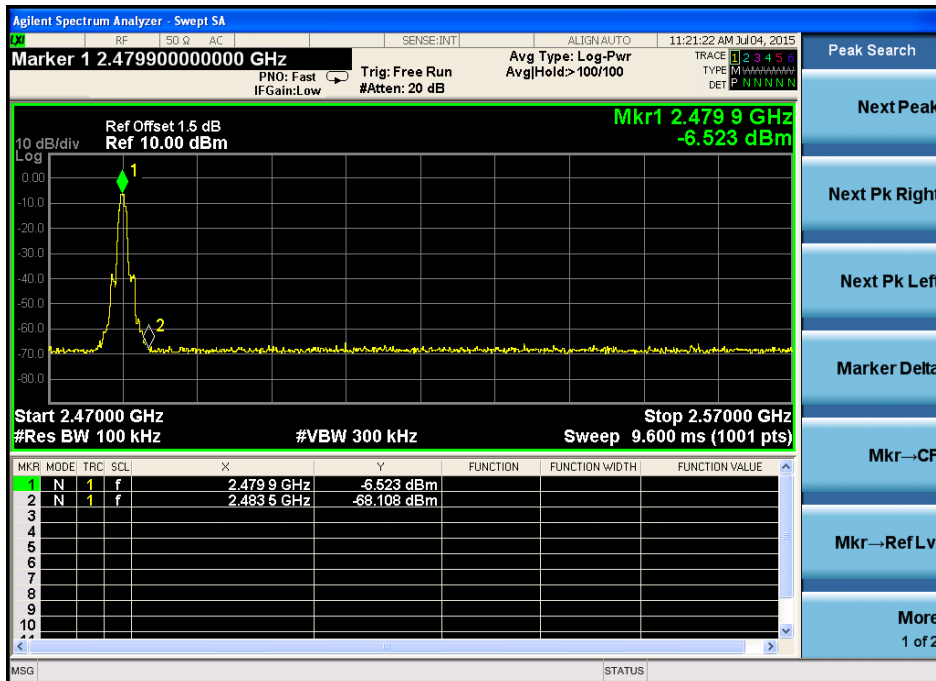 Agilent Spectrum Analyzer - Swept SA
LXI RF 50 Ω AC SENSE:INT ALIGN AUTO 11:21:22 AM Jul 04, 2015
Marker 1 2.479900000000 GHz
PNO: Fast
IFGain:Low
Trig: Free Run
#Atten: 20 dB
Avg Type: Log-Pwr
Avg|Hold:>100/100
TRACE 1 2 3 4 5 6
TYPE M
DET P N N N N N
Ref Offset 1.5 dB
10 dB/div Ref 10.00 dBm
Log
Mkr1 2.479 9 GHz
-6.523 dBm
0.00
-10.0
-20.0
-30.0
-40.0
-50.0
-60.0
-70.0
-80.0
1
2
Start 2.47000 GHz Stop 2.57000 GHz
#Res BW 100 kHz #VBW 300 kHz Sweep 9.600 ms (1001 pts)
MKR MODE TRC SCL X Y FUNCTION FUNCTION WIDTH FUNCTION VALUE
1 N 1 f 2.479 9 GHz -6.523 dBm
2 N 1 f 2.483 5 GHz -68.108 dBm
3
4
5
6
7
8
9
10
11
MSG STATUS
Peak Search
Next Peak
Next Pk Right
Next Pk Left
Marker Delta
Mkr→CF
Mkr→Ref Lv
More
1 of 2